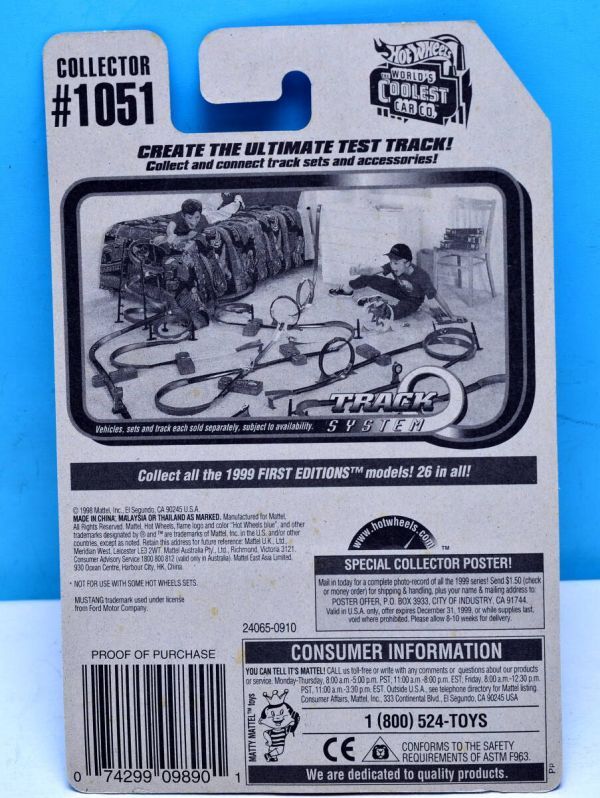 COLLECTOR
#1051
Hot Wheels
THE WORLD'S
COOLEST
CAR CO.
CREATE THE ULTIMATE TEST TRACK!
Collect and connect track sets and accessories!
TRACK
SYSTEM
Vehicles, sets and track each sold separately, subject to availability.
Collect all the 1999 FIRST EDITIONS™ models! 26 in all!
© 1998 Mattel, Inc., El Segundo, CA 90245 U.S.A.
MADE IN CHINA, MALAYSIA OR THAILAND AS MARKED. Manufactured for Mattel.
All Rights Reserved. Mattel, Hot Wheels, flame logo and color "Hot Wheels blue", and other
trademarks designated by ® and ™ are trademarks of Mattel, Inc. in the U.S. and/or other
countries, except as noted. Retain this address for future reference: Mattel U.K., Ltd.,
Meridian West, Leicester LE3 2WT. Mattel Australia Pty., Ltd., Richmond, Victoria 3121.
Consumer Advisory Service 1800 800 812 (valid only in Australia). Mattel East Asia Limited,
930 Ocean Centre, Harbour City, HK, China.
* NOT FOR USE WITH SOME HOT WHEELS SETS.
MUSTANG trademark used under license
from Ford Motor Company.
24065-0910
www.hotwheels.com
TM
SPECIAL COLLECTOR POSTER!
Mail in today for a complete photo-record of all the 1999 series! Send $1.50 (check
or money order) for shipping & handling, plus your name & mailing address to:
POSTER OFFER, P.O. BOX 3933, CITY OF INDUSTRY, CA 91744.
Valid in U.S.A. only, offer expires December 31, 1999, or while supplies last,
void where prohibited. Please allow 8-10 weeks for delivery.
PROOF OF PURCHASE
0 74299 09890 1
CONSUMER INFORMATION
YOU CAN TELL IT'S MATTEL! CALL us toll-free or write with any comments or questions about our products
or service. Monday-Thursday, 8:00 a.m.-5:00 p.m. PST, 11:00 a.m.-8:00 p.m. EST; Friday, 8:00 a.m.-12:30 p.m.
PST, 11:00 a.m.-3:30 p.m. EST. Outside U.S.A., see telephone directory for Mattel listing.
Consumer Affairs, Mattel, Inc., 333 Continental Blvd., El Segundo, CA 90245 USA
MATTY MATTEL™ toys
1 (800) 524-TOYS
CE
CONFORMS TO THE SAFETY
REQUIREMENTS OF ASTM F963.
We are dedicated to quality products.
Pp